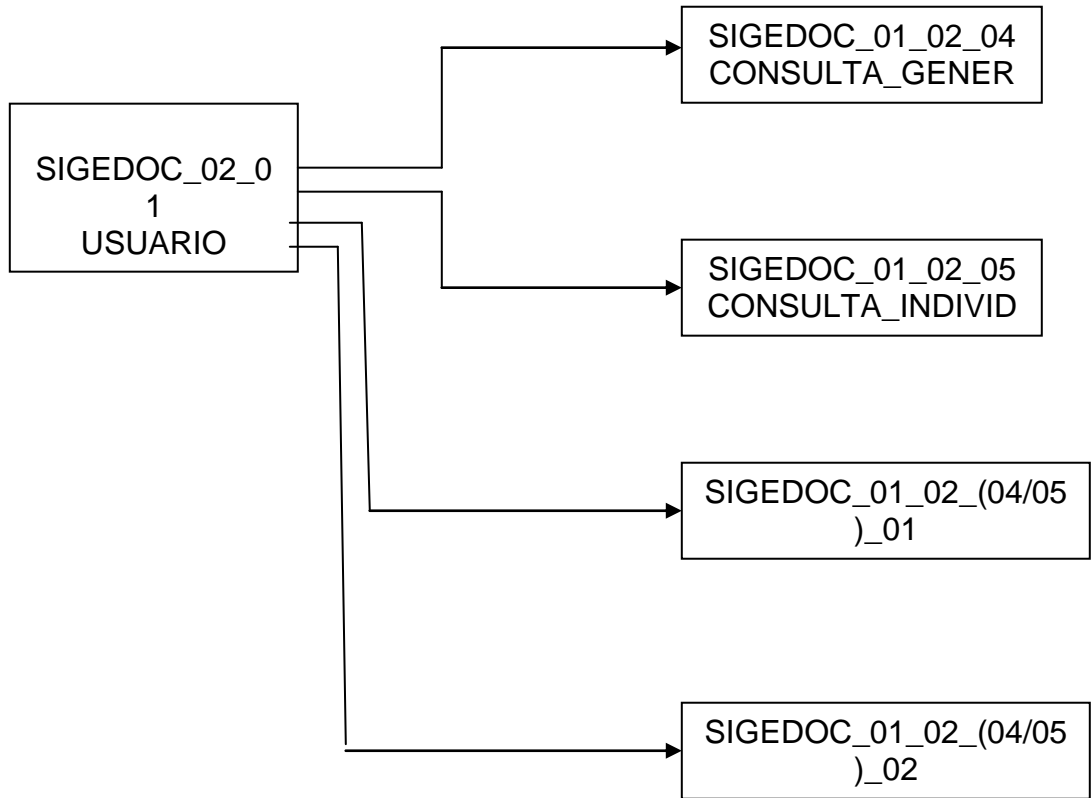 SIGEDOC_01_02_04
CONSULTA_GENER
SIGEDOC_02_0
1
USUARIO
SIGEDOC_01_02_05
CONSULTA_INDIVID
SIGEDOC_01_02_(04/05
)_01
SIGEDOC_01_02_(04/05
)_02